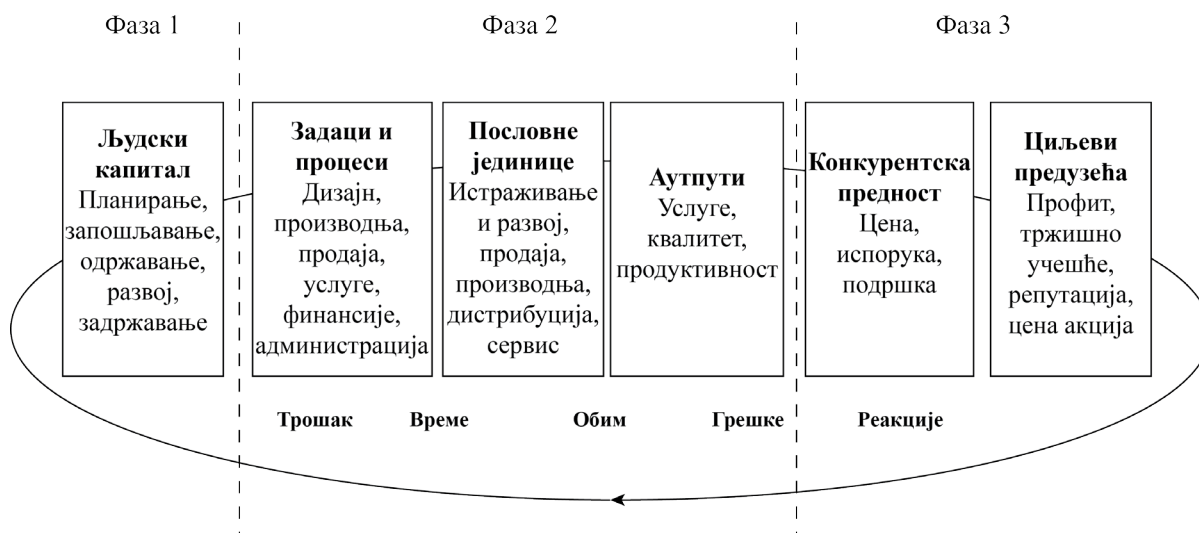 Фаза 1
Фаза 2
Фаза 3
Људски
капитал
Планирање,
запошљавање,
одржавање,
развој,
задржавање
Задаци и
процеси
Дизајн,
производња,
продаја,
услуге,
финансије,
администрација
Пословне
јединице
Истраживање
и развој,
продаја,
производња,
дистрибуција,
сервис
Аутпути
Услуге,
квалитет,
продуктивност
Конкурентска
предност
Цена,
испорука,
подршка
Циљеви
предузећа
Профит,
тржишно
учешће,
репутација,
цена акција
Трошак
Време
Обим
Грешке
Реакције